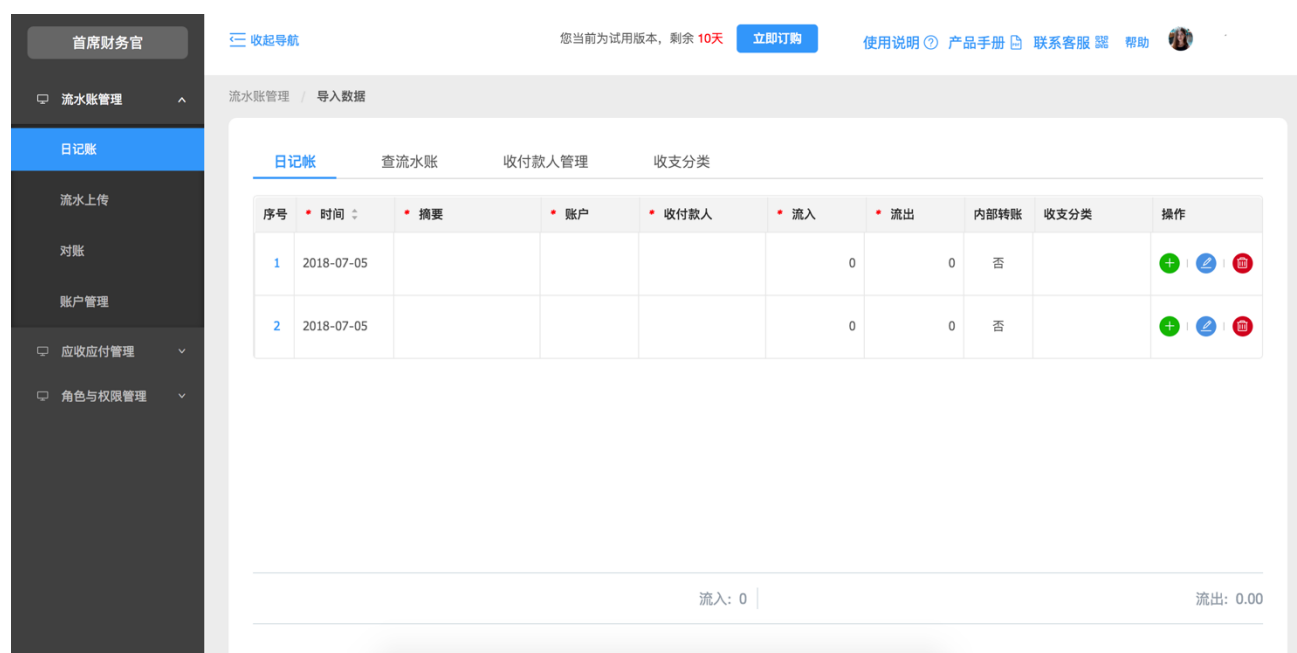 首席财务官
收起导航
您当前为试用版本，剩余 10天 立即订购
使用说明 产品手册 联系客服 帮助
流水账管理
日记账
流水上传
对账
账户管理
应收应付管理
角色与权限管理
流水账管理 / 导入数据
日记帐 查流水账 收付款人管理 收支分类
序号 * 时间 * 摘要 * 账户 * 收付款人 * 流入 * 流出 内部转账 收支分类 操作
1 2018-07-05 0 0 否
2 2018-07-05 0 0 否
流入: 0 流出: 0.00